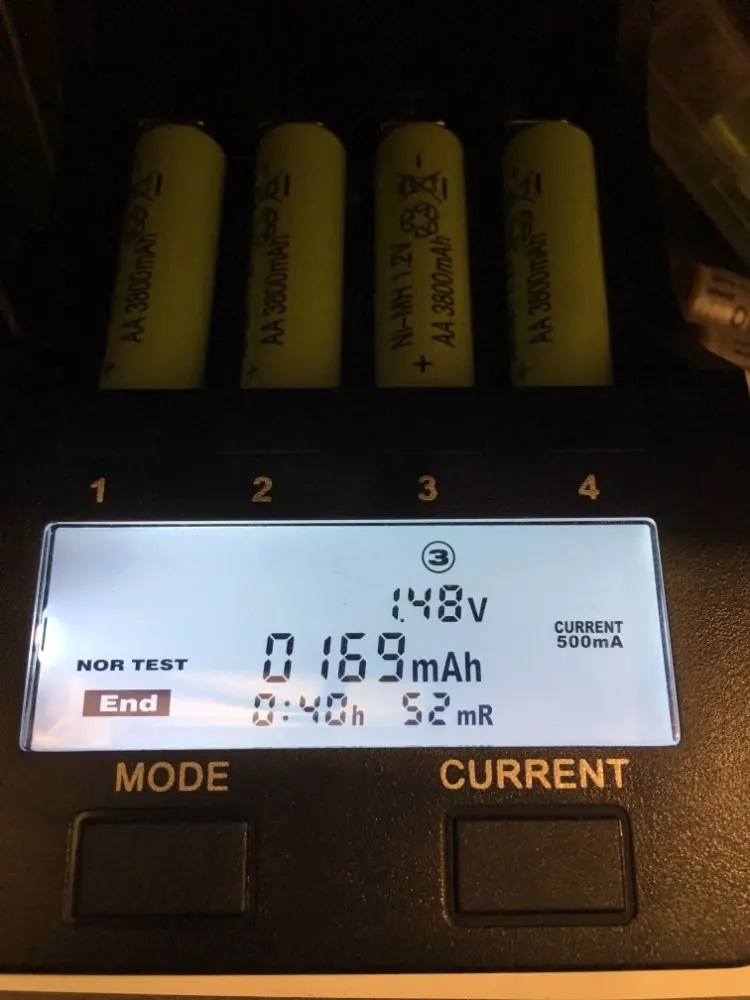 AA 3800mAh
AA 3800mAh
Ni-MH 1.2V
AA 3800mAh
AA 3800mAh
1 2 3 4
3
1.48V
CURRENT
500mA
NOR TEST
0169mAh
End
0:40h 52mR
MODE CURRENT